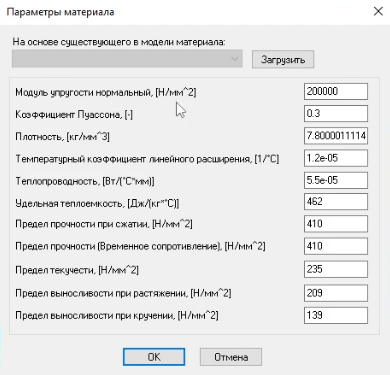 Параметры материала
На основе существующего в модели материала:
Загрузить
Модуль упругости нормальный, [Н/мм^2] 200000
Коэффициент Пуассона, [-] 0.3
Плотность, [кг/мм^3] 7.8000011114
Температурный коэффициент линейного расширения, [1/°C] 1.2e-05
Теплопроводность, [Вт/(°C*мм)] 5.5e-05
Удельная теплоемкость, [Дж/(кг*°C)] 462
Предел прочности при сжатии, [Н/мм^2] 410
Предел прочности (Временное сопротивление), [Н/мм^2] 410
Предел текучести, [Н/мм^2] 235
Предел выносливости при растяжении, [Н/мм^2] 209
Предел выносливости при кручении, [Н/мм^2] 139
OK Отмена